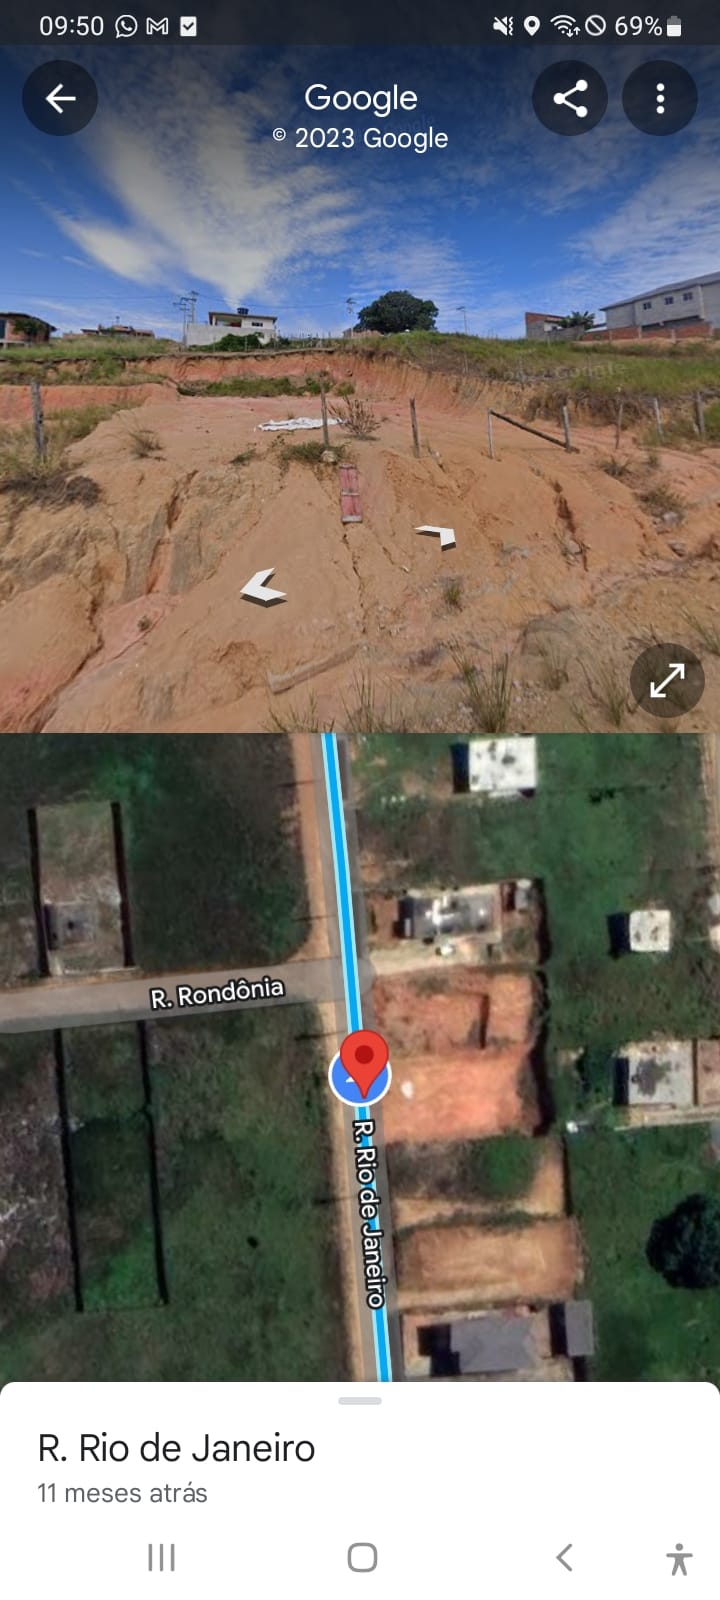 09:50
69%
Google
© 2023 Google
R. Rondônia
R. Rio de Janeiro
R. Rio de Janeiro
11 meses atrás